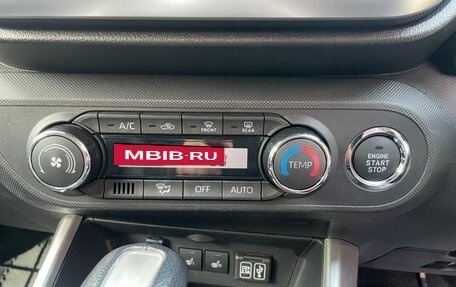 A/C
FRONT
REAR
MBIB-RU
TEMP
ENGINE
START
STOP
OFF
AUTO